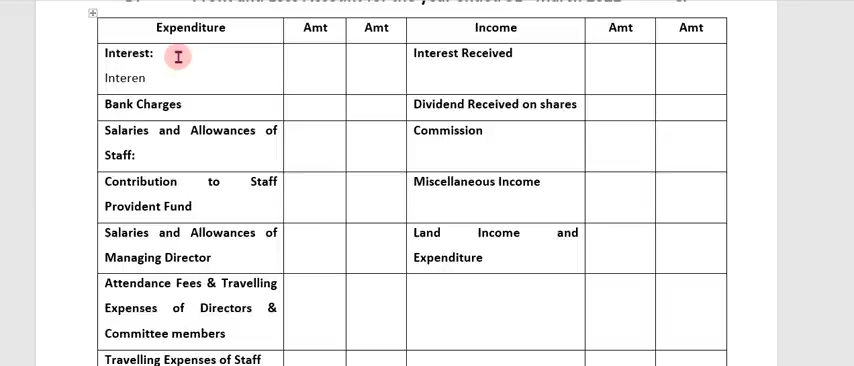 Expenditure Amt Amt Income Amt Amt
Interest: Interest Received
Interen
Bank Charges Dividend Received on shares
Salaries and Allowances of Commission
Staff:
Contribution to Staff Miscellaneous Income
Provident Fund
Salaries and Allowances of Land Income and
Managing Director Expenditure
Attendance Fees & Travelling
Expenses of Directors &
Committee members
Travelling Expenses of Staff